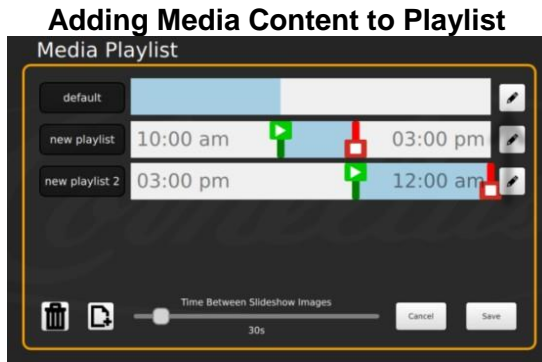 Adding Media Content to Playlist
Media Playlist
default
new playlist 10:00 am 03:00 pm
new playlist 2 03:00 pm 12:00 am
Time Between Slideshow Images
30s
Cancel Save